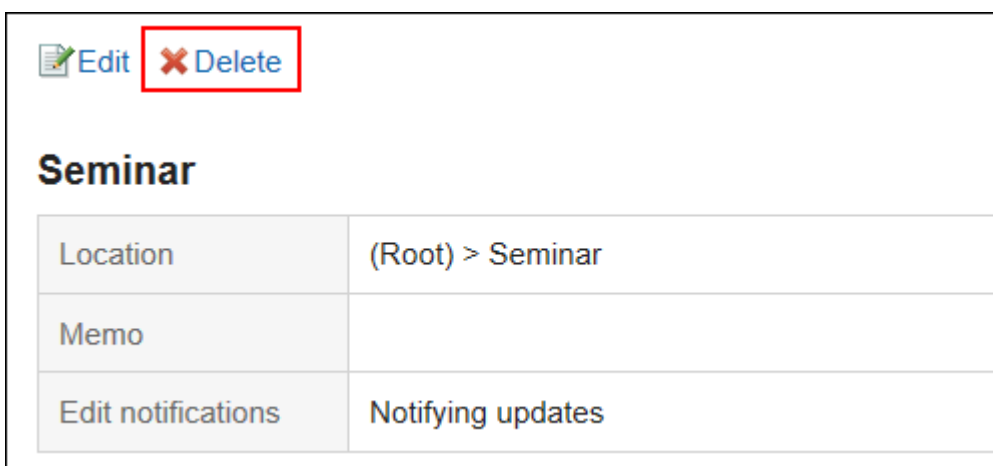 Edit Delete
Seminar
Location (Root) > Seminar
Memo
Edit notifications Notifying updates